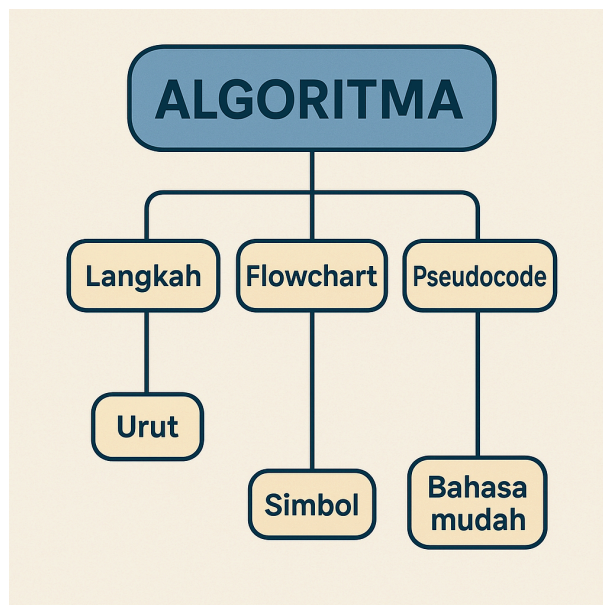 ALGORITMA
Langkah
Flowchart
Pseudocode
Urut
Simbol
Bahasa
mudah